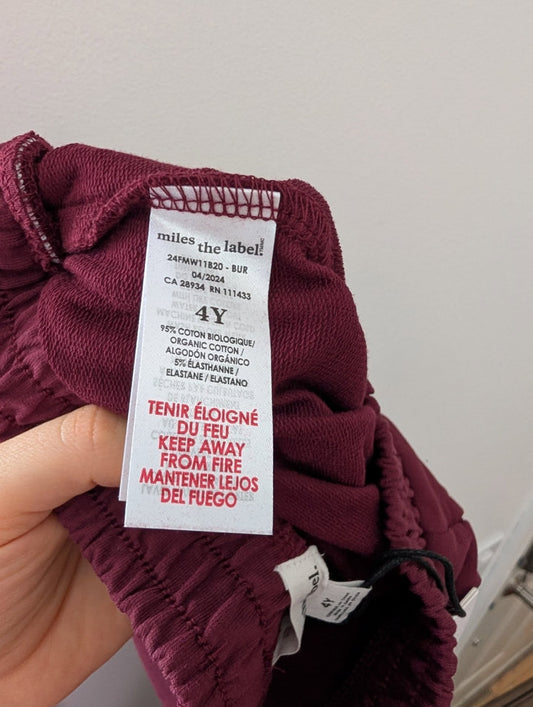 miles the label.
24FMW11B20 - BUR
04/2024
CA 28934 RN 111433
4Y
95% COTON BIOLOGIQUE/
ORGANIC COTTON /
ALGODÓN ORGÁNICO
5% ÉLASTHANNE /
ELASTANE / ELASTANO
TENIR ÉLOIGNÉ
DU FEU
KEEP AWAY
FROM FIRE
MANTENER LEJOS
DEL FUEGO
4Y